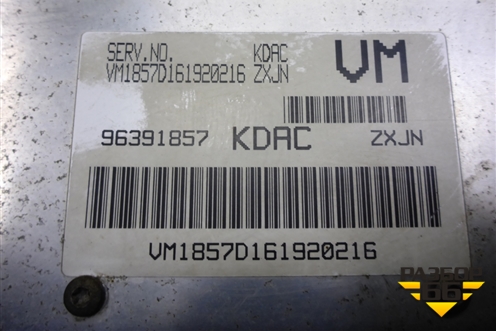 SERV.NO. KDAC VM
VM1857D161920216 ZXJN
96391857 KDAC ZXJN
VM1857D161920216
РАЗБОР
66